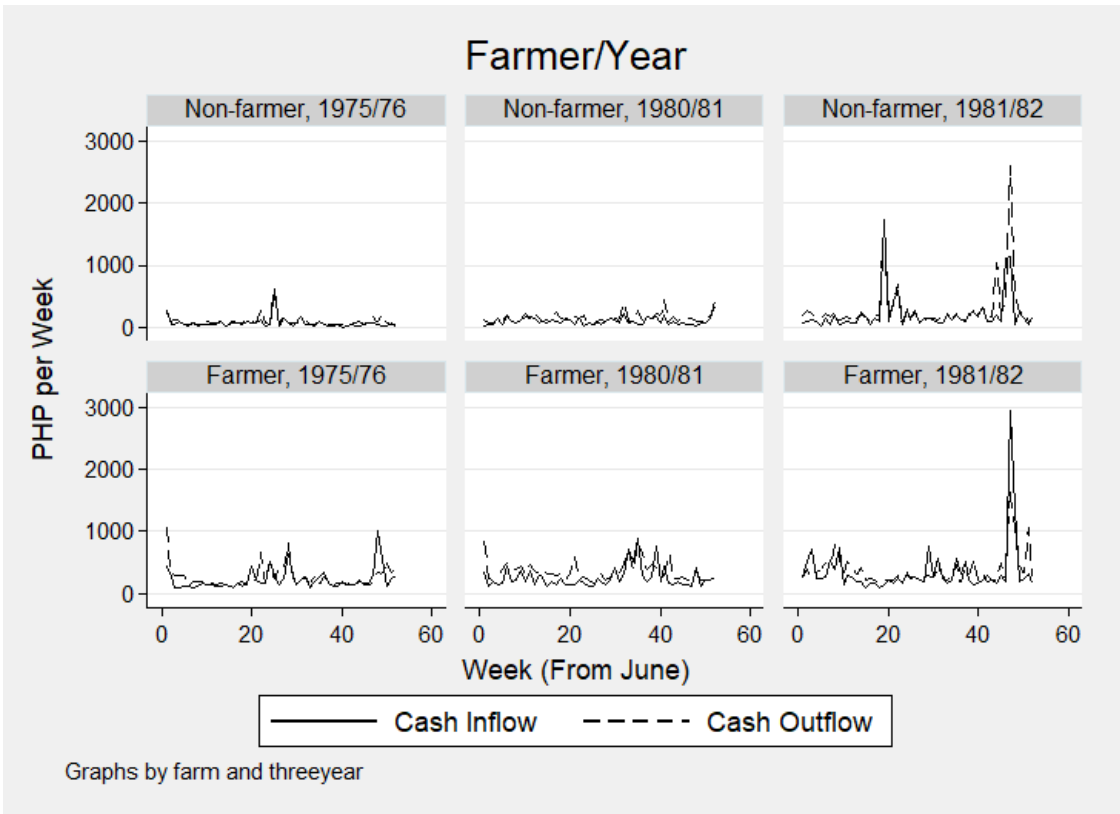 Farmer/Year
Non-farmer, 1975/76
Non-farmer, 1980/81
Non-farmer, 1981/82
3000
2000
1000
0
Farmer, 1975/76
Farmer, 1980/81
Farmer, 1981/82
3000
2000
1000
0
PHP per Week
0 20 40 60
0 20 40 60
0 20 40 60
Week (From June)
Cash Inflow
Cash Outflow
Graphs by farm and threeyear